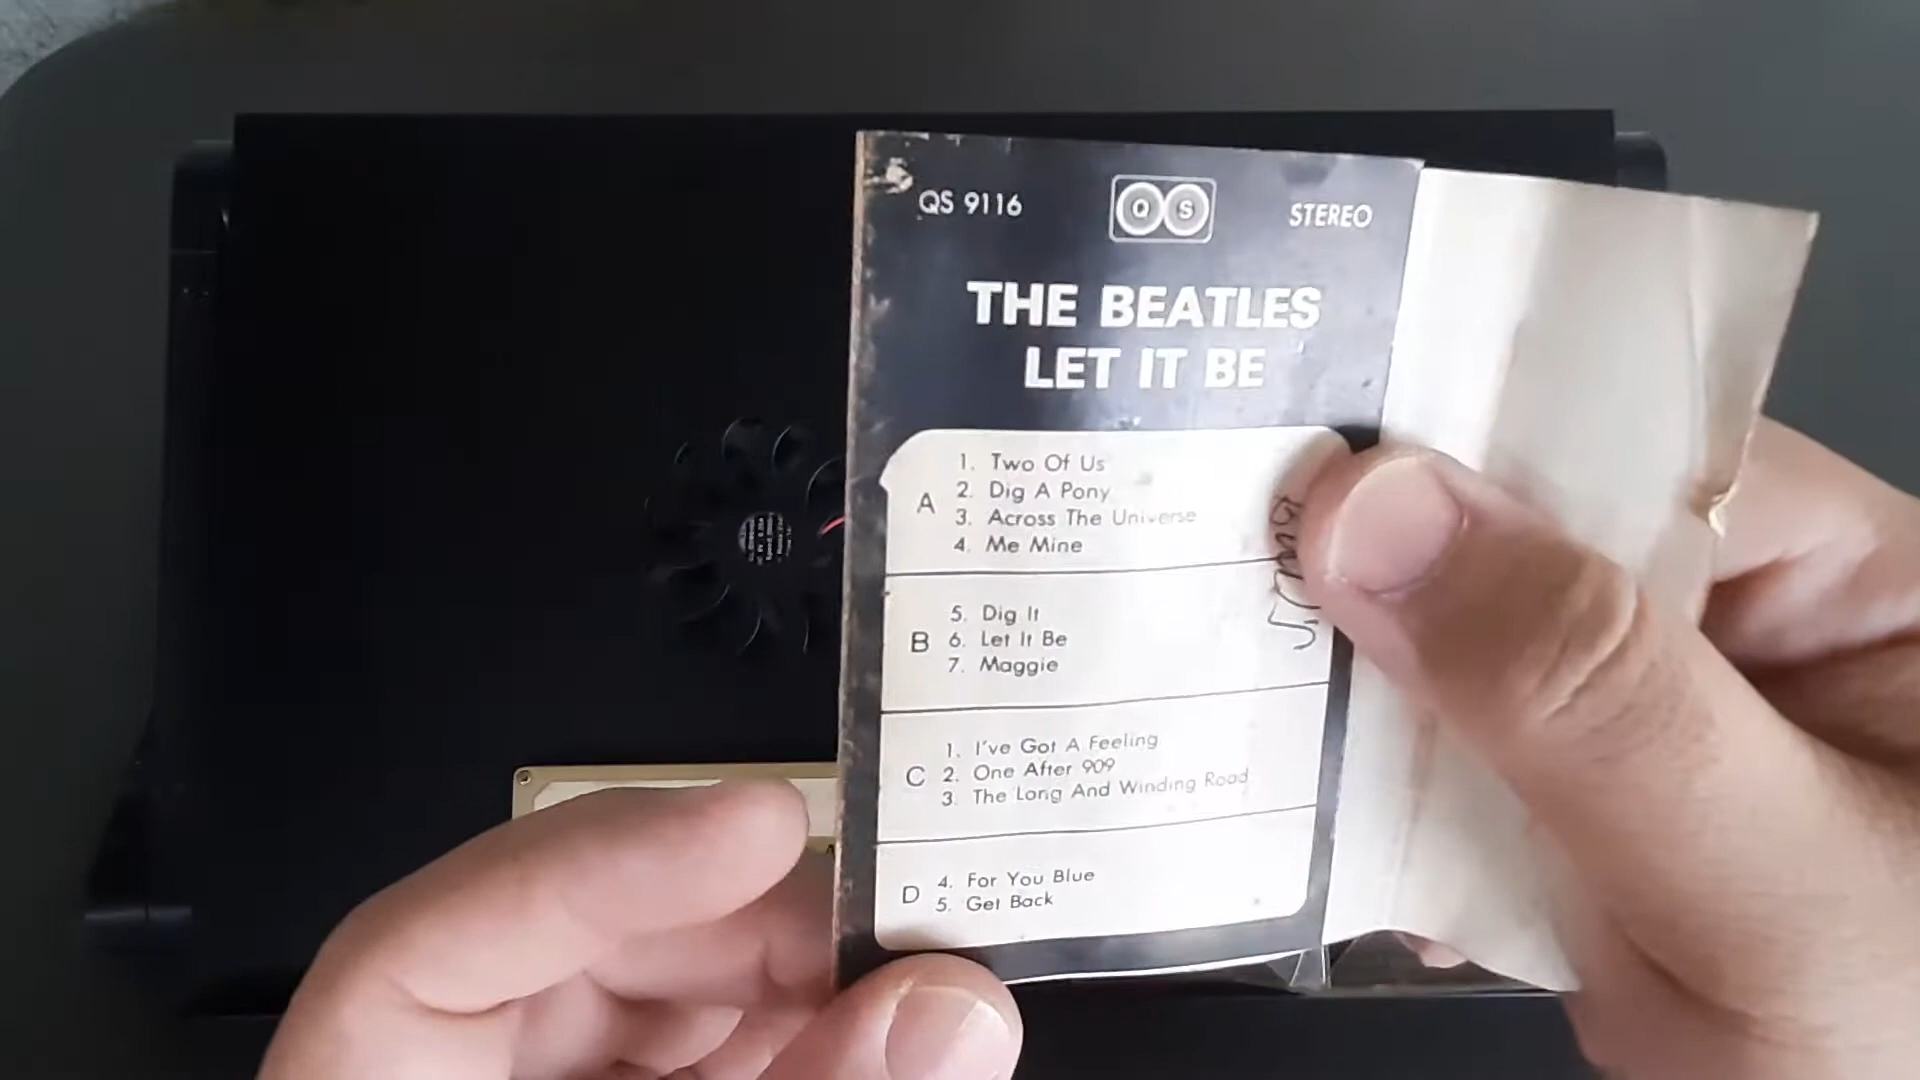 QS 9116
Q S
STEREO
THE BEATLES
LET IT BE
A
1. Two Of Us
2. Dig A Pony
3. Across The Universe
4. Me Mine
B
5. Dig It
6. Let It Be
7. Maggie
C
1. I've Got A Feeling
2. One After 909
3. The Long And Winding Road
D
4. For You Blue
5. Get Back